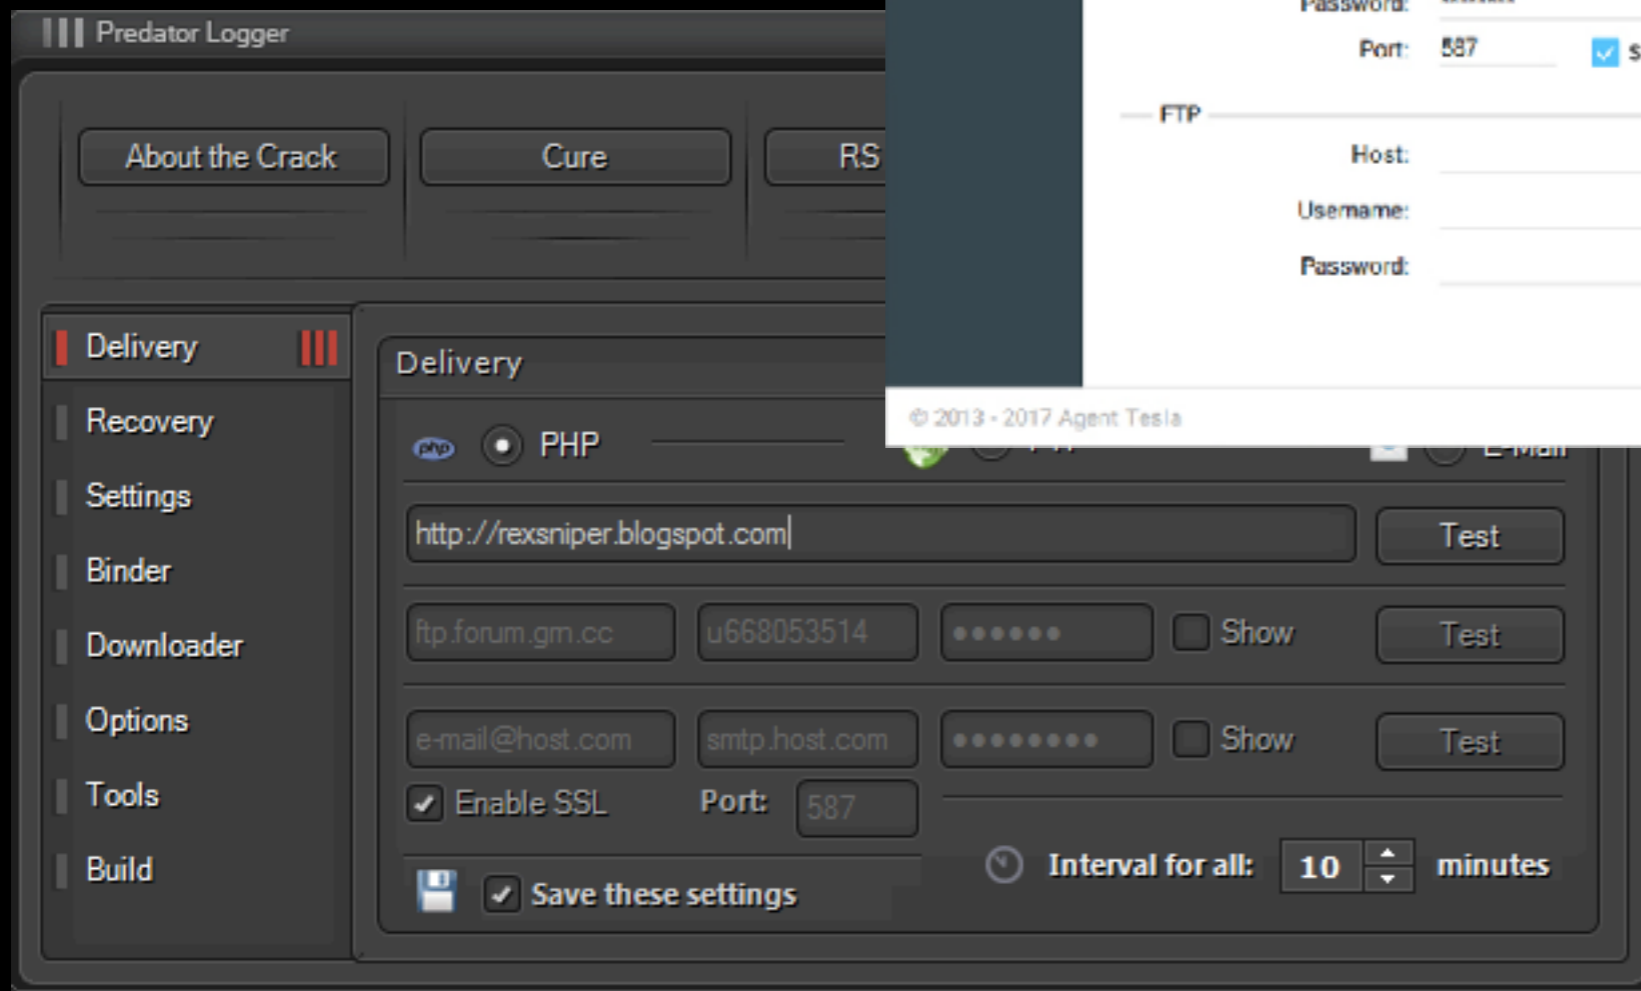 Predator Logger
Password:
Port: 587
FTP
Host:
Username:
Password:
© 2013 - 2017 Agent Tesla
About the Crack Cure RS
Delivery
Recovery
Settings
Binder
Downloader
Options
Tools
Build
Delivery
php PHP E-Mail
http://rexsniper.blogspot.com Test
ftp.forum.gm.cc u668053514 •••••• Show Test
e-mail@host.com smtp.host.com •••••••• Show Test
Enable SSL Port: 587
Interval for all: 10 minutes
Save these settings